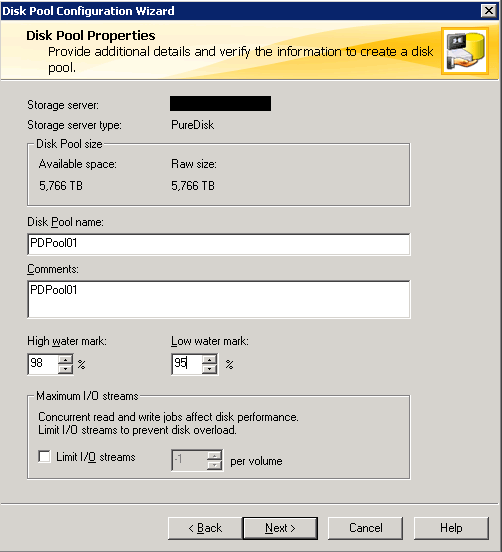 Disk Pool Configuration Wizard
Disk Pool Properties
Provide additional details and verify the information to create a disk
pool.
Storage server:
Storage server type: PureDisk
Disk Pool size
Available space: Raw size:
5,766 TB 5,766 TB
Disk Pool name:
PDPool01
Comments:
PDPool01
High water mark: Low water mark:
98 % 95 %
Maximum I/O streams
Concurrent read and write jobs affect disk performance.
Limit I/O streams to prevent disk overload.
Limit I/O streams -1 per volume
< Back Next > Cancel Help